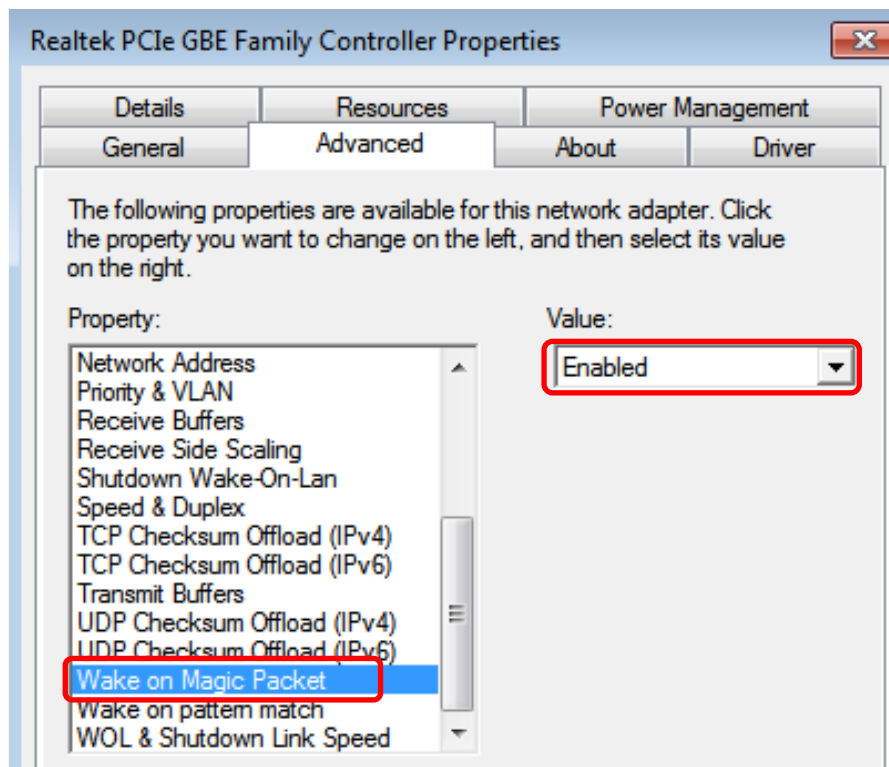 Realtek PCIe GBE Family Controller Properties
Details
Resources
Power Management
General
Advanced
About
Driver
The following properties are available for this network adapter. Click
the property you want to change on the left, and then select its value
on the right.
Property:
Value:
Enabled
Network Address
Priority & VLAN
Receive Buffers
Receive Side Scaling
Shutdown Wake-On-Lan
Speed & Duplex
TCP Checksum Offload (IPv4)
TCP Checksum Offload (IPv6)
Transmit Buffers
UDP Checksum Offload (IPv4)
UDP Checksum Offload (IPv6)
Wake on Magic Packet
Wake on pattern match
WOL & Shutdown Link Speed